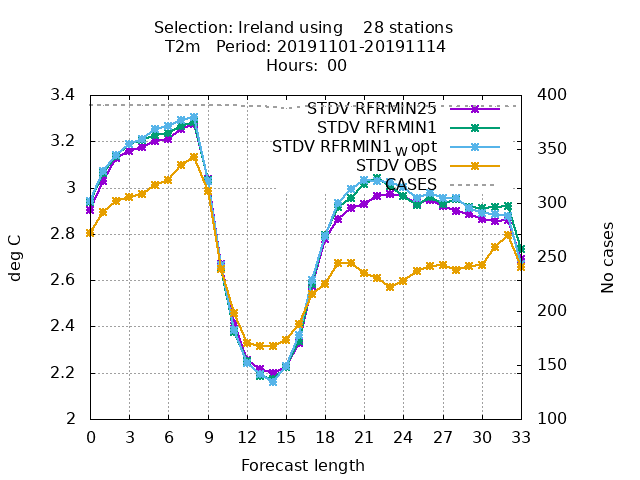 Selection: Ireland using    28 stations
T2m   Period: 20191101-20191114
Hours:  00
3.4
3.2
3
2.8
2.6
2.4
2.2
2
deg C
400
350
300
250
200
150
100
No cases
STDV RFRMIN25
STDV RFRMIN1
STDV RFRMIN1_W opt
STDV OBS
CASES
0 3 6 9 12 15 18 21 24 27 30 33
Forecast length